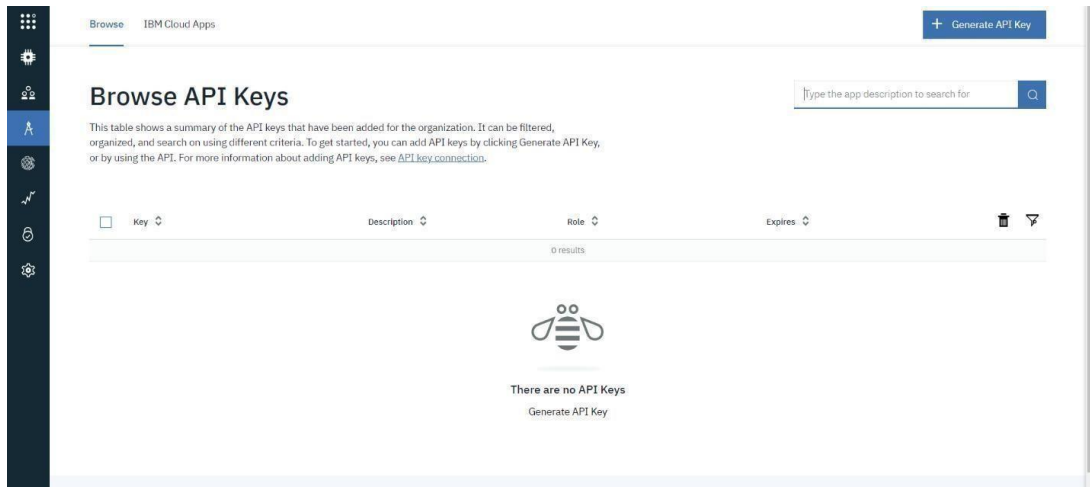 Browse IBM Cloud Apps
Generate API Key
Browse API Keys
Type the app description to search for
This table shows a summary of the API keys that have been added for the organization. It can be filtered,
organized, and search on using different criteria. To get started, you can add API keys by clicking Generate API Key,
or by using the API. For more information about adding API keys, see API key connection.
Key Description Role Expires
0 results
There are no API Keys
Generate API Key